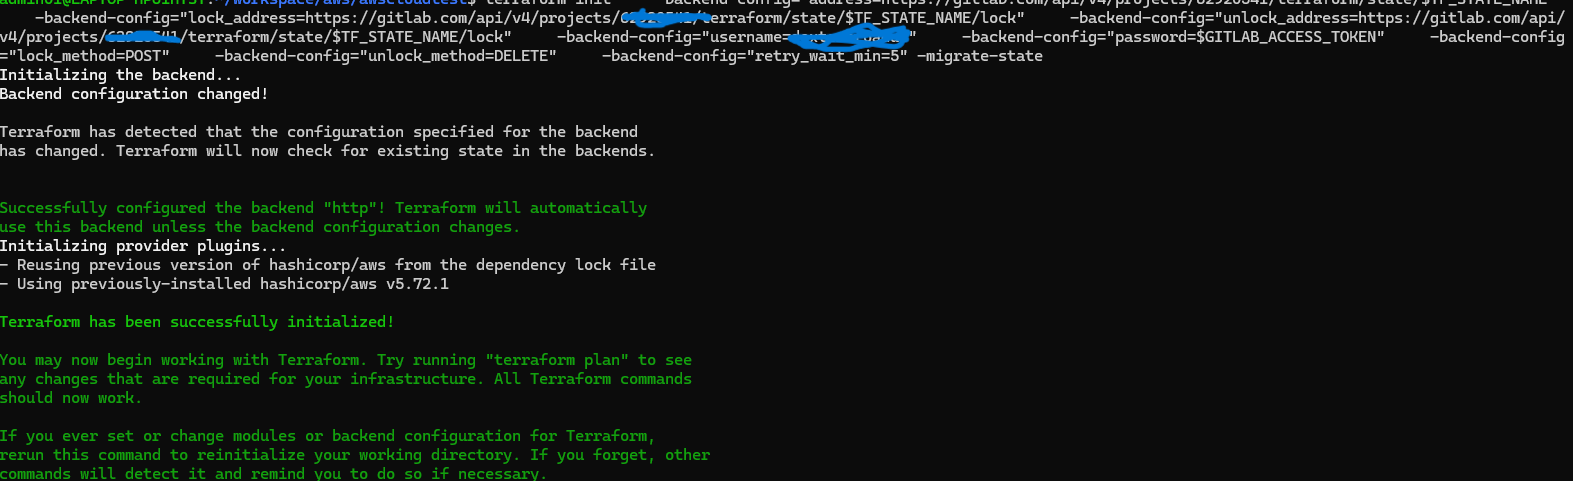 :~/workspace/aws/awscloudtest$ terraform init -backend-config="address=https://gitlab.com/api/v4/projects/ /terraform/state/$TF_STATE_NAME"
-backend-config="lock_address=https://gitlab.com/api/v4/projects/ terraform/state/$TF_STATE_NAME/lock" -backend-config="unlock_address=https://gitlab.com/api/
v4/projects/ /terraform/state/$TF_STATE_NAME/lock" -backend-config="username= " -backend-config="password=$GITLAB_ACCESS_TOKEN" -backend-config
="lock_method=POST" -backend-config="unlock_method=DELETE" -backend-config="retry_wait_min=5" -migrate-state
Initializing the backend...
Backend configuration changed!
Terraform has detected that the configuration specified for the backend
has changed. Terraform will now check for existing state in the backends.
Successfully configured the backend "http"! Terraform will automatically
use this backend unless the backend configuration changes.
Initializing provider plugins...
- Reusing previous version of hashicorp/aws from the dependency lock file
- Using previously-installed hashicorp/aws v5.72.1
Terraform has been successfully initialized!
You may now begin working with Terraform. Try running "terraform plan" to see
any changes that are required for your infrastructure. All Terraform commands
should now work.
If you ever set or change modules or backend configuration for Terraform,
rerun this command to reinitialize your working directory. If you forget, other
commands will detect it and remind you to do so if necessary.